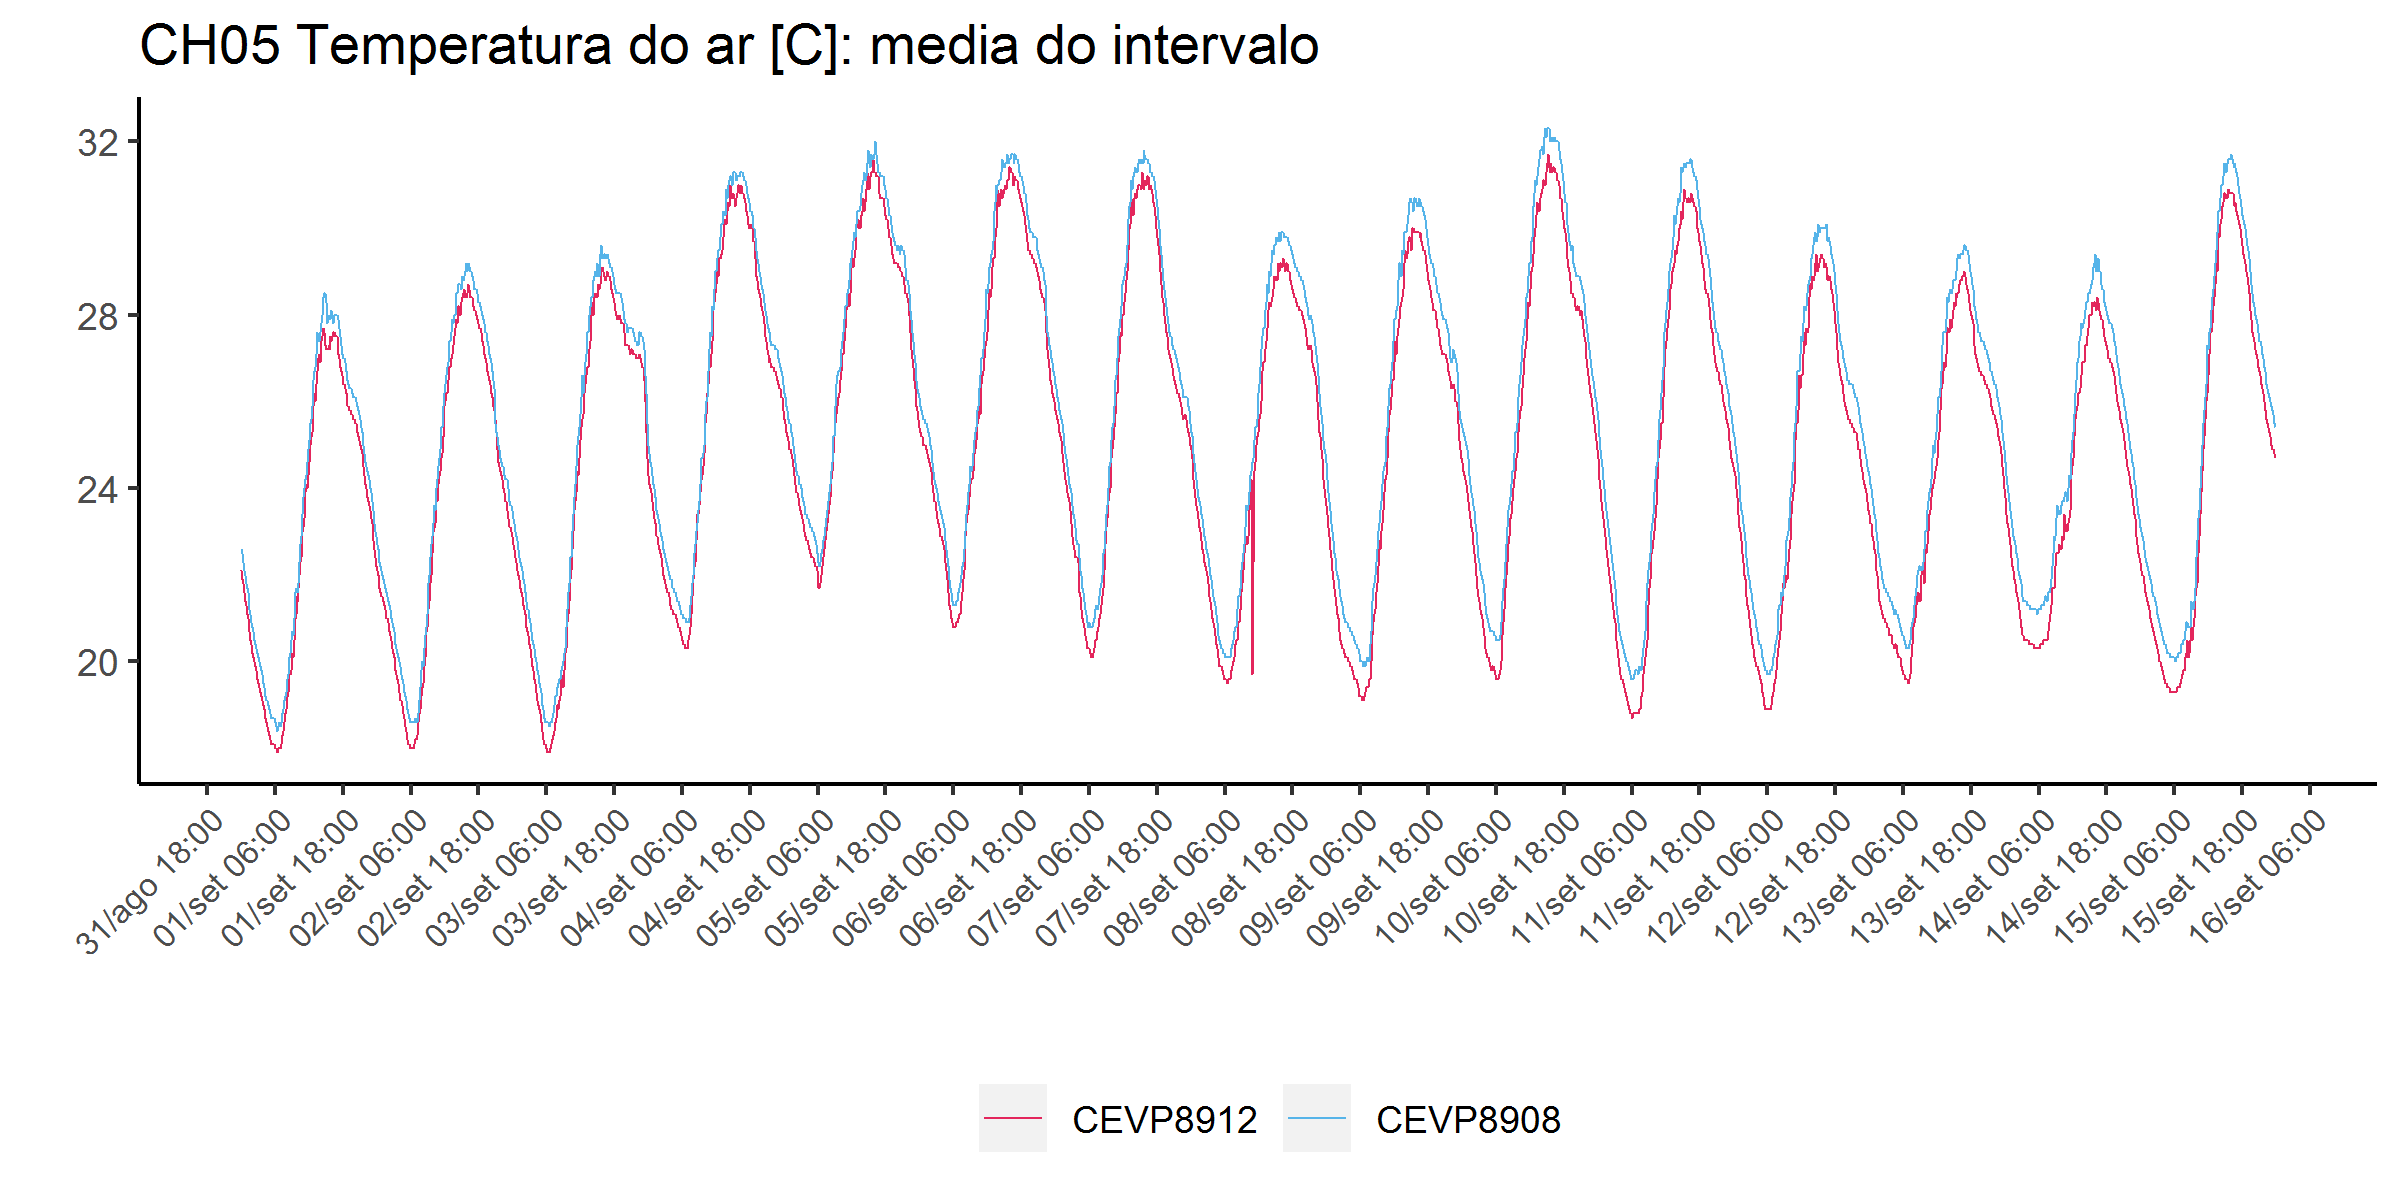 CH05 Temperatura do ar [C]: media do intervalo
32
28
24
20
31/ago 18:00
01/set 06:00
01/set 18:00
02/set 06:00
02/set 18:00
03/set 06:00
03/set 18:00
04/set 06:00
04/set 18:00
05/set 06:00
05/set 18:00
06/set 06:00
06/set 18:00
07/set 06:00
07/set 18:00
08/set 06:00
08/set 18:00
09/set 06:00
09/set 18:00
10/set 06:00
10/set 18:00
11/set 06:00
11/set 18:00
12/set 06:00
12/set 18:00
13/set 06:00
13/set 18:00
14/set 06:00
14/set 18:00
15/set 06:00
15/set 18:00
16/set 06:00
CEVP8912 CEVP8908